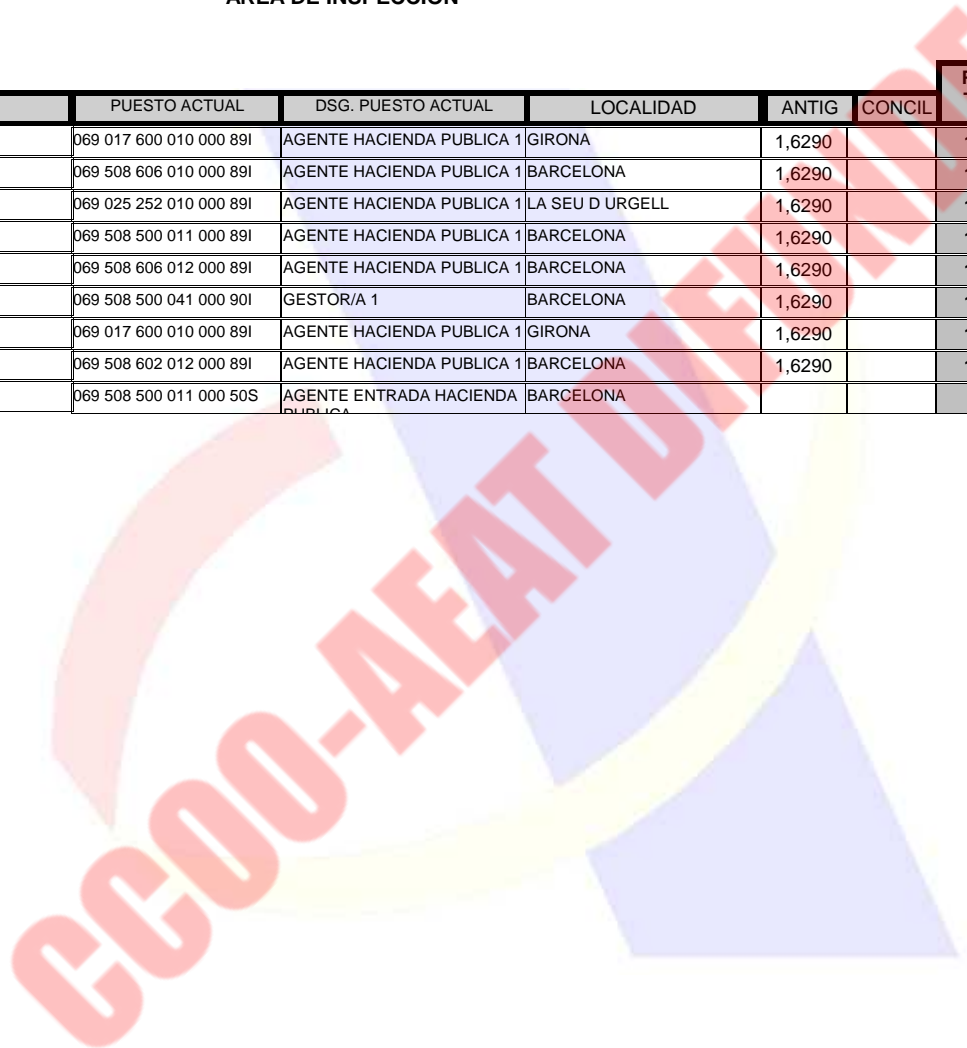 AREA DE INSPECCION
PUESTO ACTUAL DSG. PUESTO ACTUAL LOCALIDAD ANTIG CONCIL
069 017 600 010 000 89I AGENTE HACIENDA PUBLICA 1 GIRONA 1,6290
069 508 606 010 000 89I AGENTE HACIENDA PUBLICA 1 BARCELONA 1,6290
069 025 252 010 000 89I AGENTE HACIENDA PUBLICA 1 LA SEU D URGELL 1,6290
069 508 500 011 000 89I AGENTE HACIENDA PUBLICA 1 BARCELONA 1,6290
069 508 606 012 000 89I AGENTE HACIENDA PUBLICA 1 BARCELONA 1,6290
069 508 500 041 000 90I GESTOR/A 1 BARCELONA 1,6290
069 017 600 010 000 89I AGENTE HACIENDA PUBLICA 1 GIRONA 1,6290
069 508 602 012 000 89I AGENTE HACIENDA PUBLICA 1 BARCELONA 1,6290
069 508 500 011 000 50S AGENTE ENTRADA HACIENDA BARCELONA
PUBLICA
CCOO-AEAT DIFUNDE